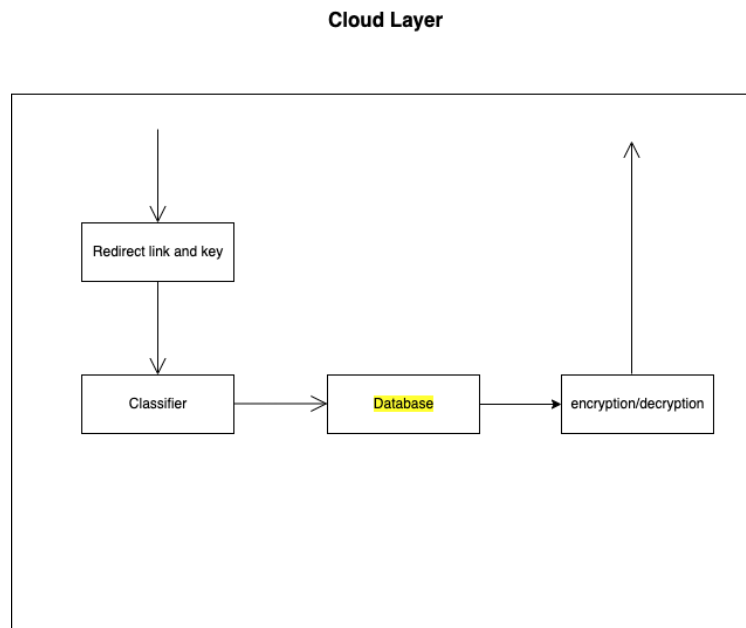 Cloud Layer
Redirect link and key
Classifier
Database
encryption/decryption